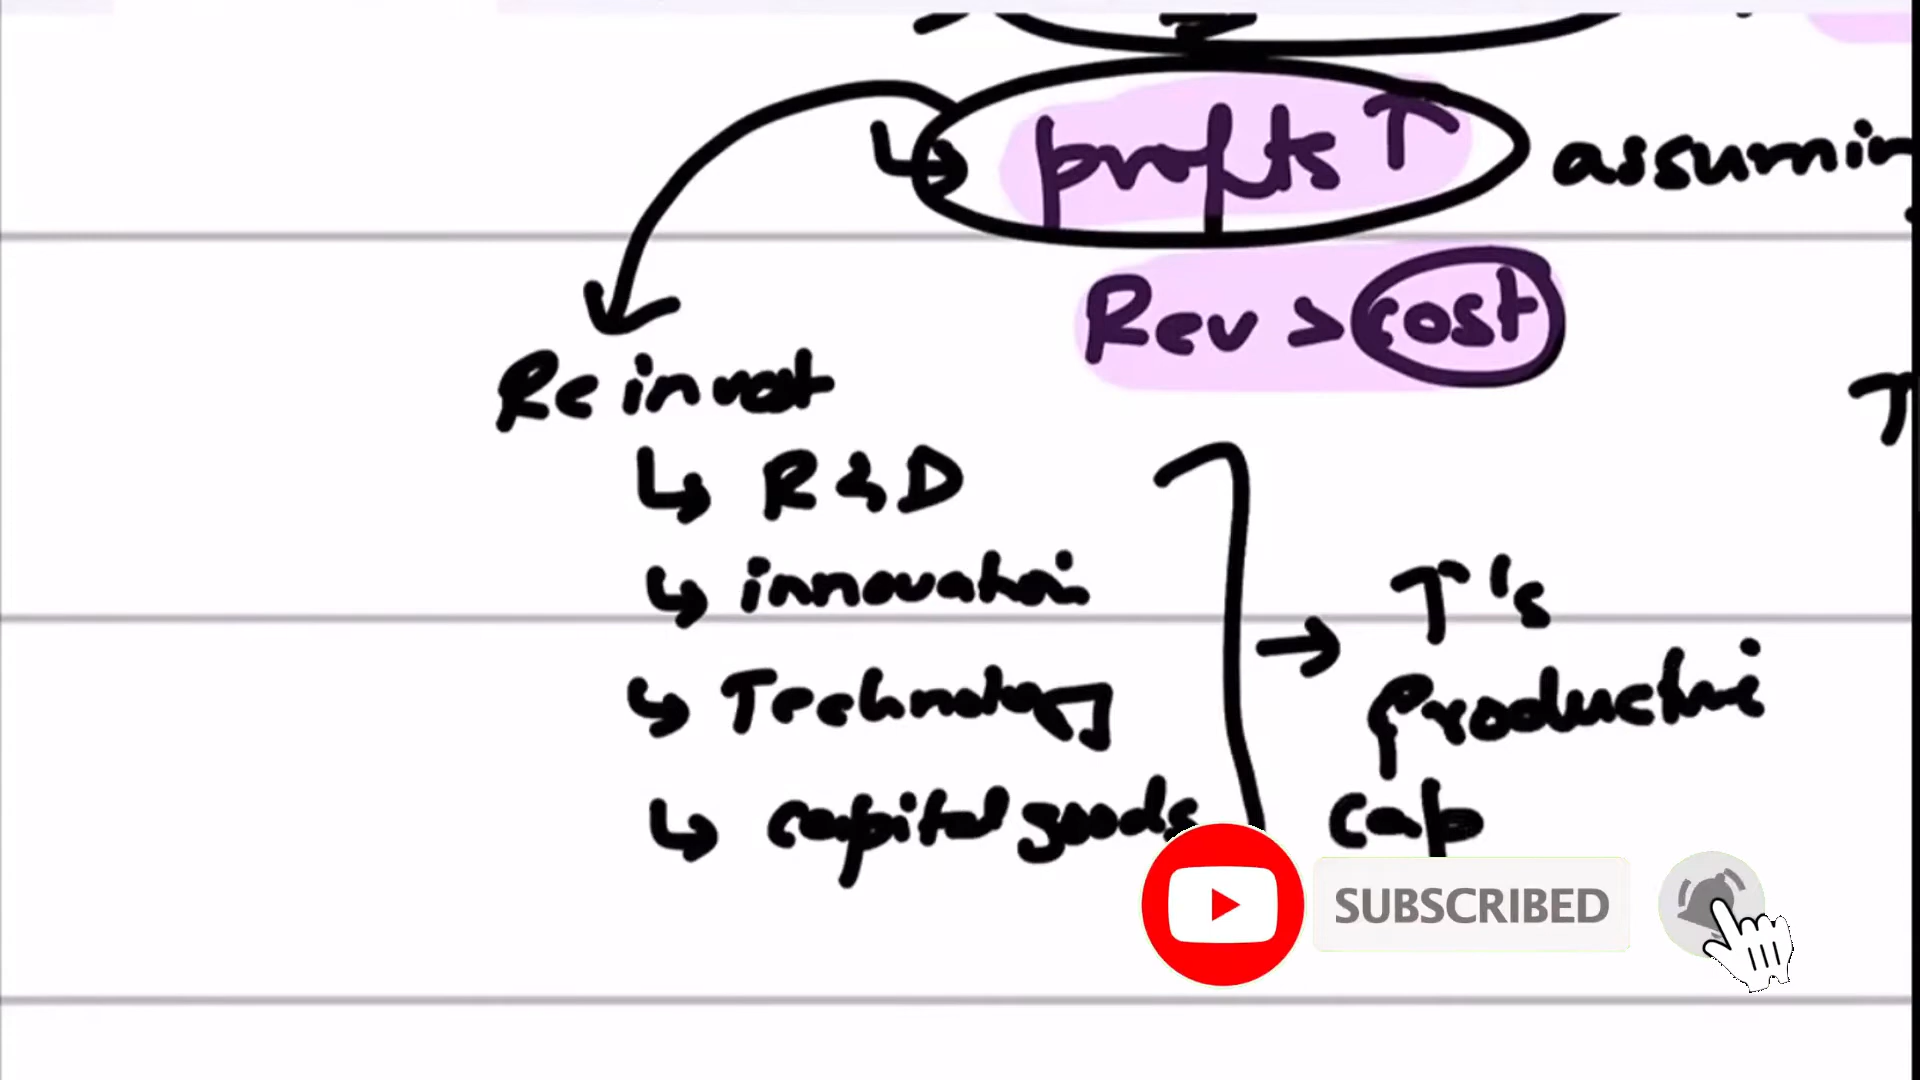 ↳ profits ↑ assumin
Rev > cost
Reinvest
↳ R & D
↳ innovation
↳ Technology
↳ capital goods
→ T's
Productive
cap
SUBSCRIBED